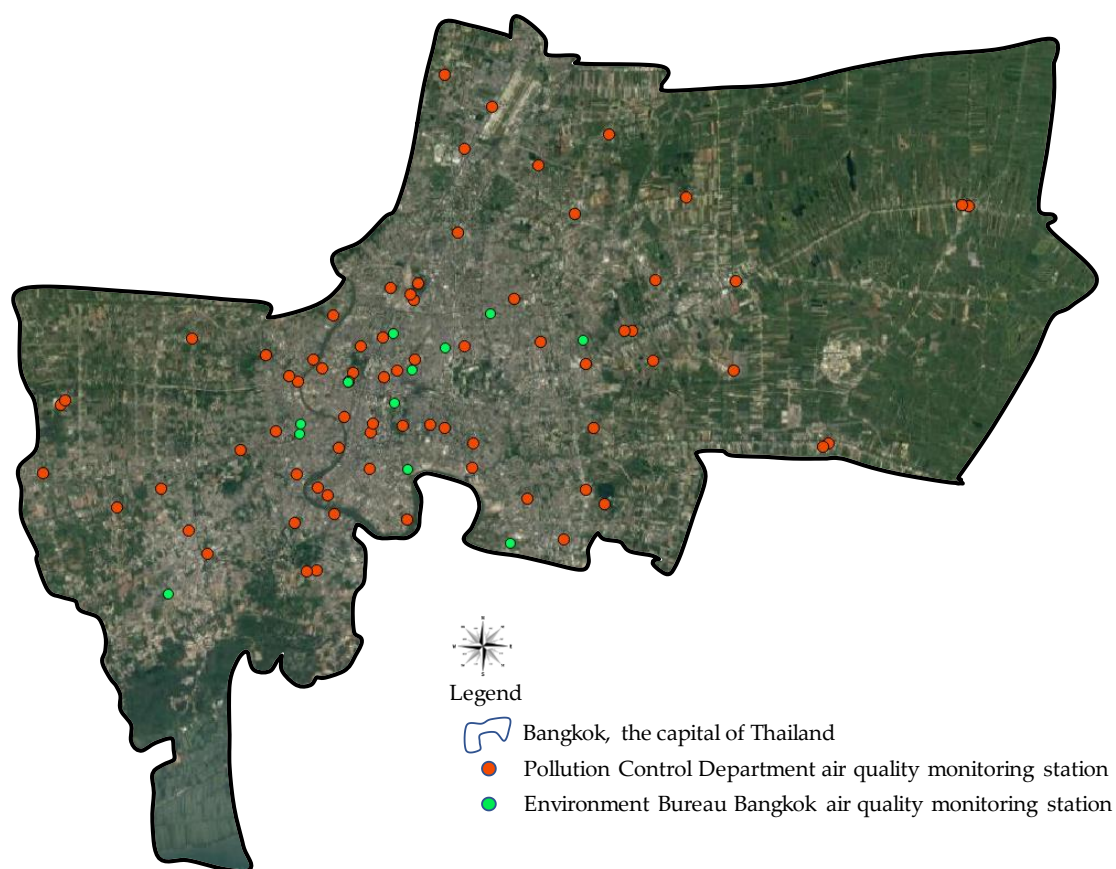 N
W E
S
Legend
Bangkok, the capital of Thailand
Pollution Control Department air quality monitoring station
Environment Bureau Bangkok air quality monitoring station